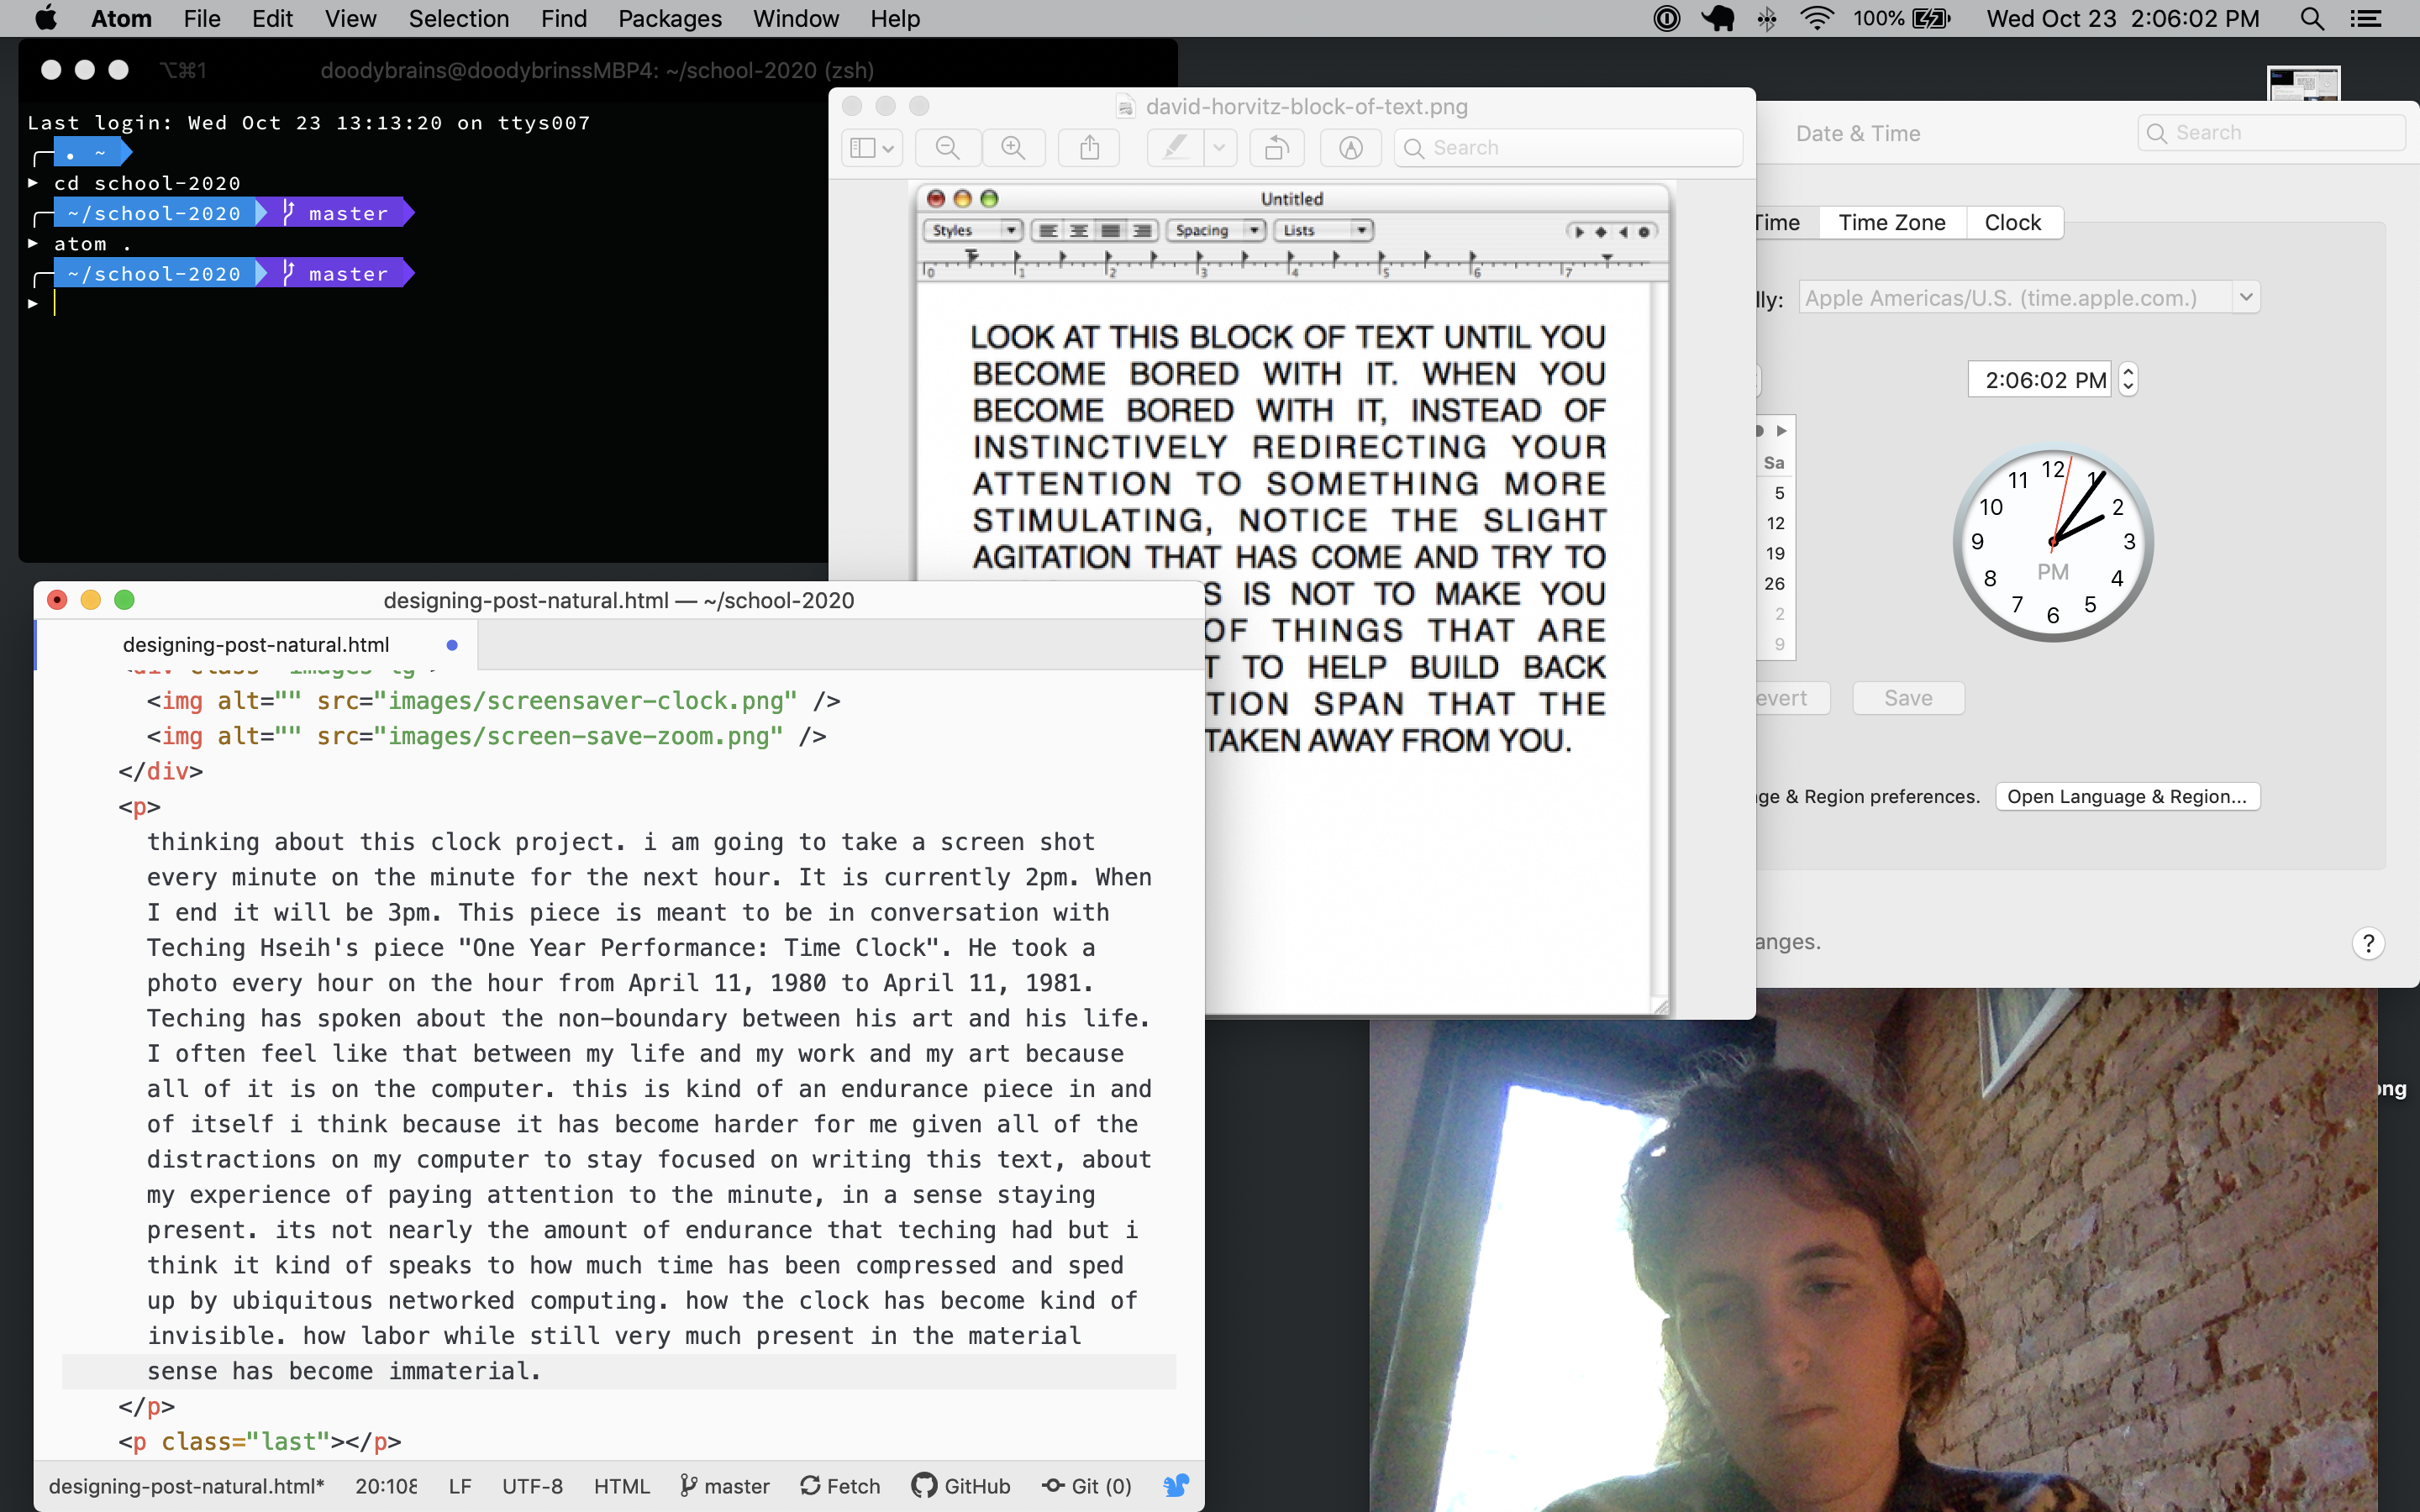 Atom File Edit View Selection Find Packages Window Help 100% Wed Oct 23 2:06:02 PM
⌥⌘1 doodybrains@doodybrinssMBP4: ~/school-2020 (zsh)
Last login: Wed Oct 23 13:13:20 on ttys007
. ~
cd school-2020
~/school-2020 master
atom .
~/school-2020 master
david-horvitz-block-of-text.png
Search
Untitled
Styles Spacing Lists
0 1 2 3 4 5 6 7
LOOK AT THIS BLOCK OF TEXT UNTIL YOU
BECOME BORED WITH IT. WHEN YOU
BECOME BORED WITH IT, INSTEAD OF
INSTINCTIVELY REDIRECTING YOUR
ATTENTION TO SOMETHING MORE
STIMULATING, NOTICE THE SLIGHT
AGITATION THAT HAS COME AND TRY TO
S IS NOT TO MAKE YOU
OF THINGS THAT ARE
T TO HELP BUILD BACK
TION SPAN THAT THE
TAKEN AWAY FROM YOU.
Date & Time
Search
Time Time Zone Clock
lly: Apple Americas/U.S. (time.apple.com.)
2:06:02 PM
Sa
5
12
19
26
2
9
12
1
2
3
4
5
6
7
8
9
10
11
PM
evert Save
ge & Region preferences. Open Language & Region...
anges.
?
png
designing-post-natural.html — ~/school-2020
designing-post-natural.html
<img alt="" src="images/screensaver-clock.png" />
<img alt="" src="images/screen-save-zoom.png" />
</div>
<p>
thinking about this clock project. i am going to take a screen shot
every minute on the minute for the next hour. It is currently 2pm. When
I end it will be 3pm. This piece is meant to be in conversation with
Teching Hseih's piece "One Year Performance: Time Clock". He took a
photo every hour on the hour from April 11, 1980 to April 11, 1981.
Teching has spoken about the non-boundary between his art and his life.
I often feel like that between my life and my work and my art because
all of it is on the computer. this is kind of an endurance piece in and
of itself i think because it has become harder for me given all of the
distractions on my computer to stay focused on writing this text, about
my experience of paying attention to the minute, in a sense staying
present. its not nearly the amount of endurance that teching had but i
think it kind of speaks to how much time has been compressed and sped
up by ubiquitous networked computing. how the clock has become kind of
invisible. how labor while still very much present in the material
sense has become immaterial.
</p>
<p class="last"></p>
designing-post-natural.html* 20:108 LF UTF-8 HTML master Fetch GitHub Git (0)